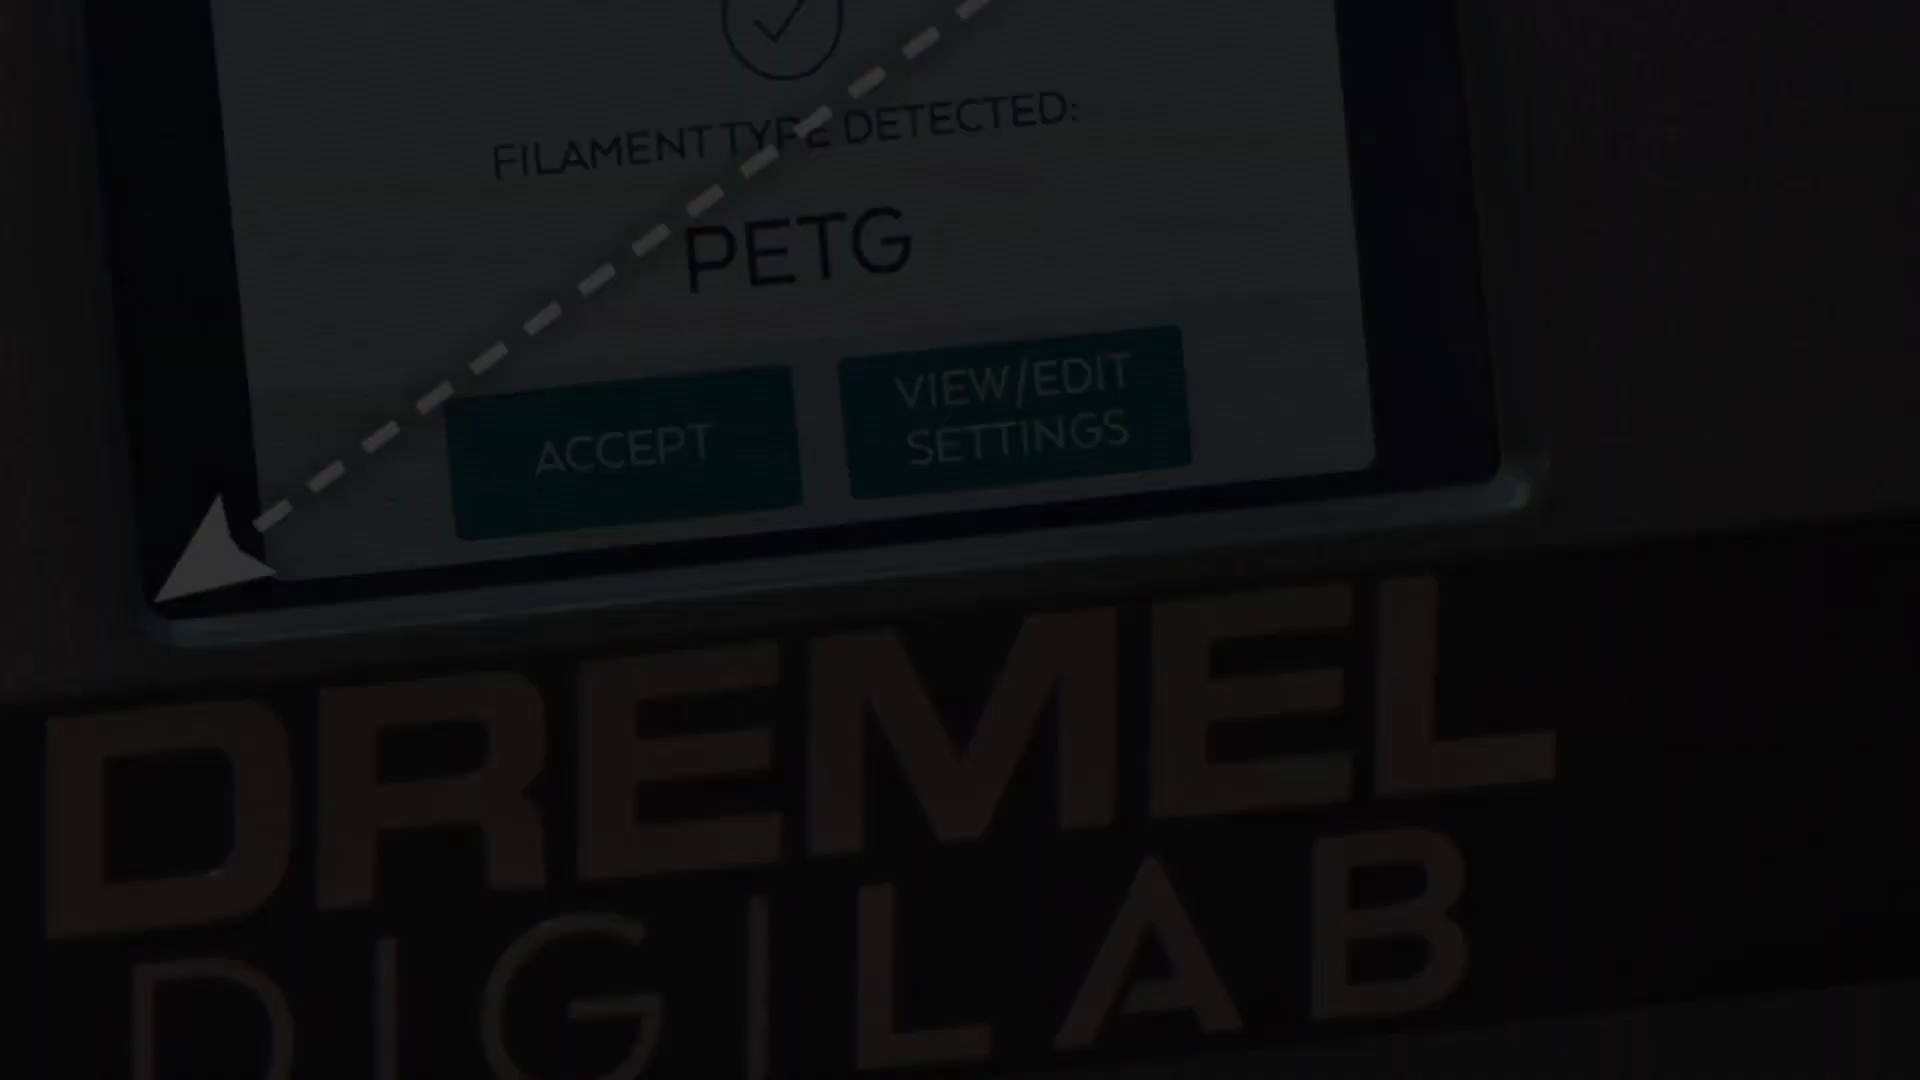 FILAMENT TYPE DETECTED:
PETG
ACCEPT
VIEW/EDIT
SETTINGS
DREMEL
DIGILAB